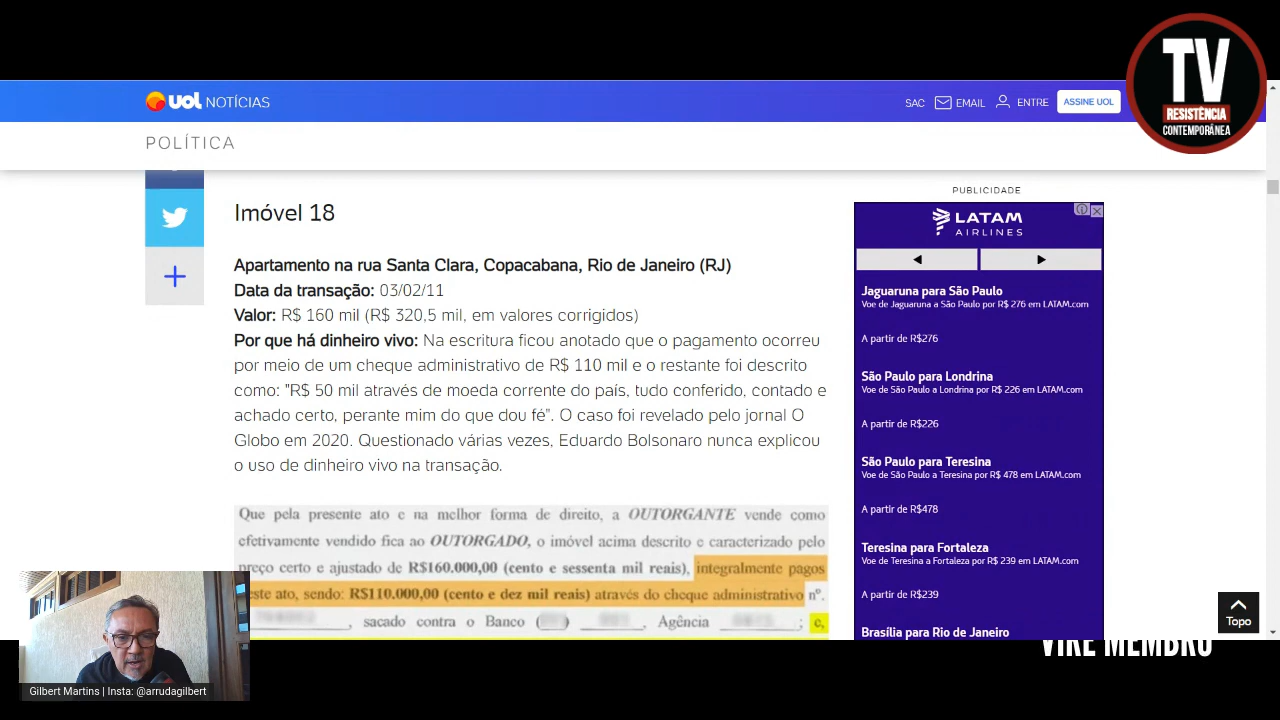 TV
RESISTÊNCIA
CONTEMPORÂNEA
UOL NOTÍCIAS
SAC EMAIL ENTRE ASSINE UOL
POLÍTICA
Imóvel 18
Apartamento na rua Santa Clara, Copacabana, Rio de Janeiro (RJ)
Data da transação: 03/02/11
Valor: R$ 160 mil (R$ 320,5 mil, em valores corrigidos)
Por que há dinheiro vivo: Na escritura ficou anotado que o pagamento ocorreu
por meio de um cheque administrativo de R$ 110 mil e o restante foi descrito
como: "R$ 50 mil através de moeda corrente do país, tudo conferido, contado e
achado certo, perante mim do que dou fé". O caso foi revelado pelo jornal O
Globo em 2020. Questionado várias vezes, Eduardo Bolsonaro nunca explicou
o uso de dinheiro vivo na transação.
Que pela presente ato e na melhor forma de direito, a OUTORGANTE vende como
efetivamente vendido fica ao OUTORGADO, o imóvel acima descrito e caracterizado pelo
preço certo e ajustado de R$160.000,00 (cento e sessenta mil reais), integralmente pagos
este ato, sendo: R$110.000,00 (cento e dez mil reais) através do cheque administrativo nº.
, sacado contra o Banco ( ) , Agência ; e,
PUBLICIDADE
LATAM
AIRLINES
Jaguaruna para São Paulo
Voe de Jaguaruna a São Paulo por R$ 276 em LATAM.com
A partir de R$276
São Paulo para Londrina
Voe de São Paulo a Londrina por R$ 226 em LATAM.com
A partir de R$226
São Paulo para Teresina
Voe de São Paulo a Teresina por R$ 478 em LATAM.com
A partir de R$478
Teresina para Fortaleza
Voe de Teresina a Fortaleza por R$ 239 em LATAM.com
A partir de R$239
Brasília para Rio de Janeiro
Topo
VIRE MEMBRO
Gilbert Martins | Insta: @arrudagilbert